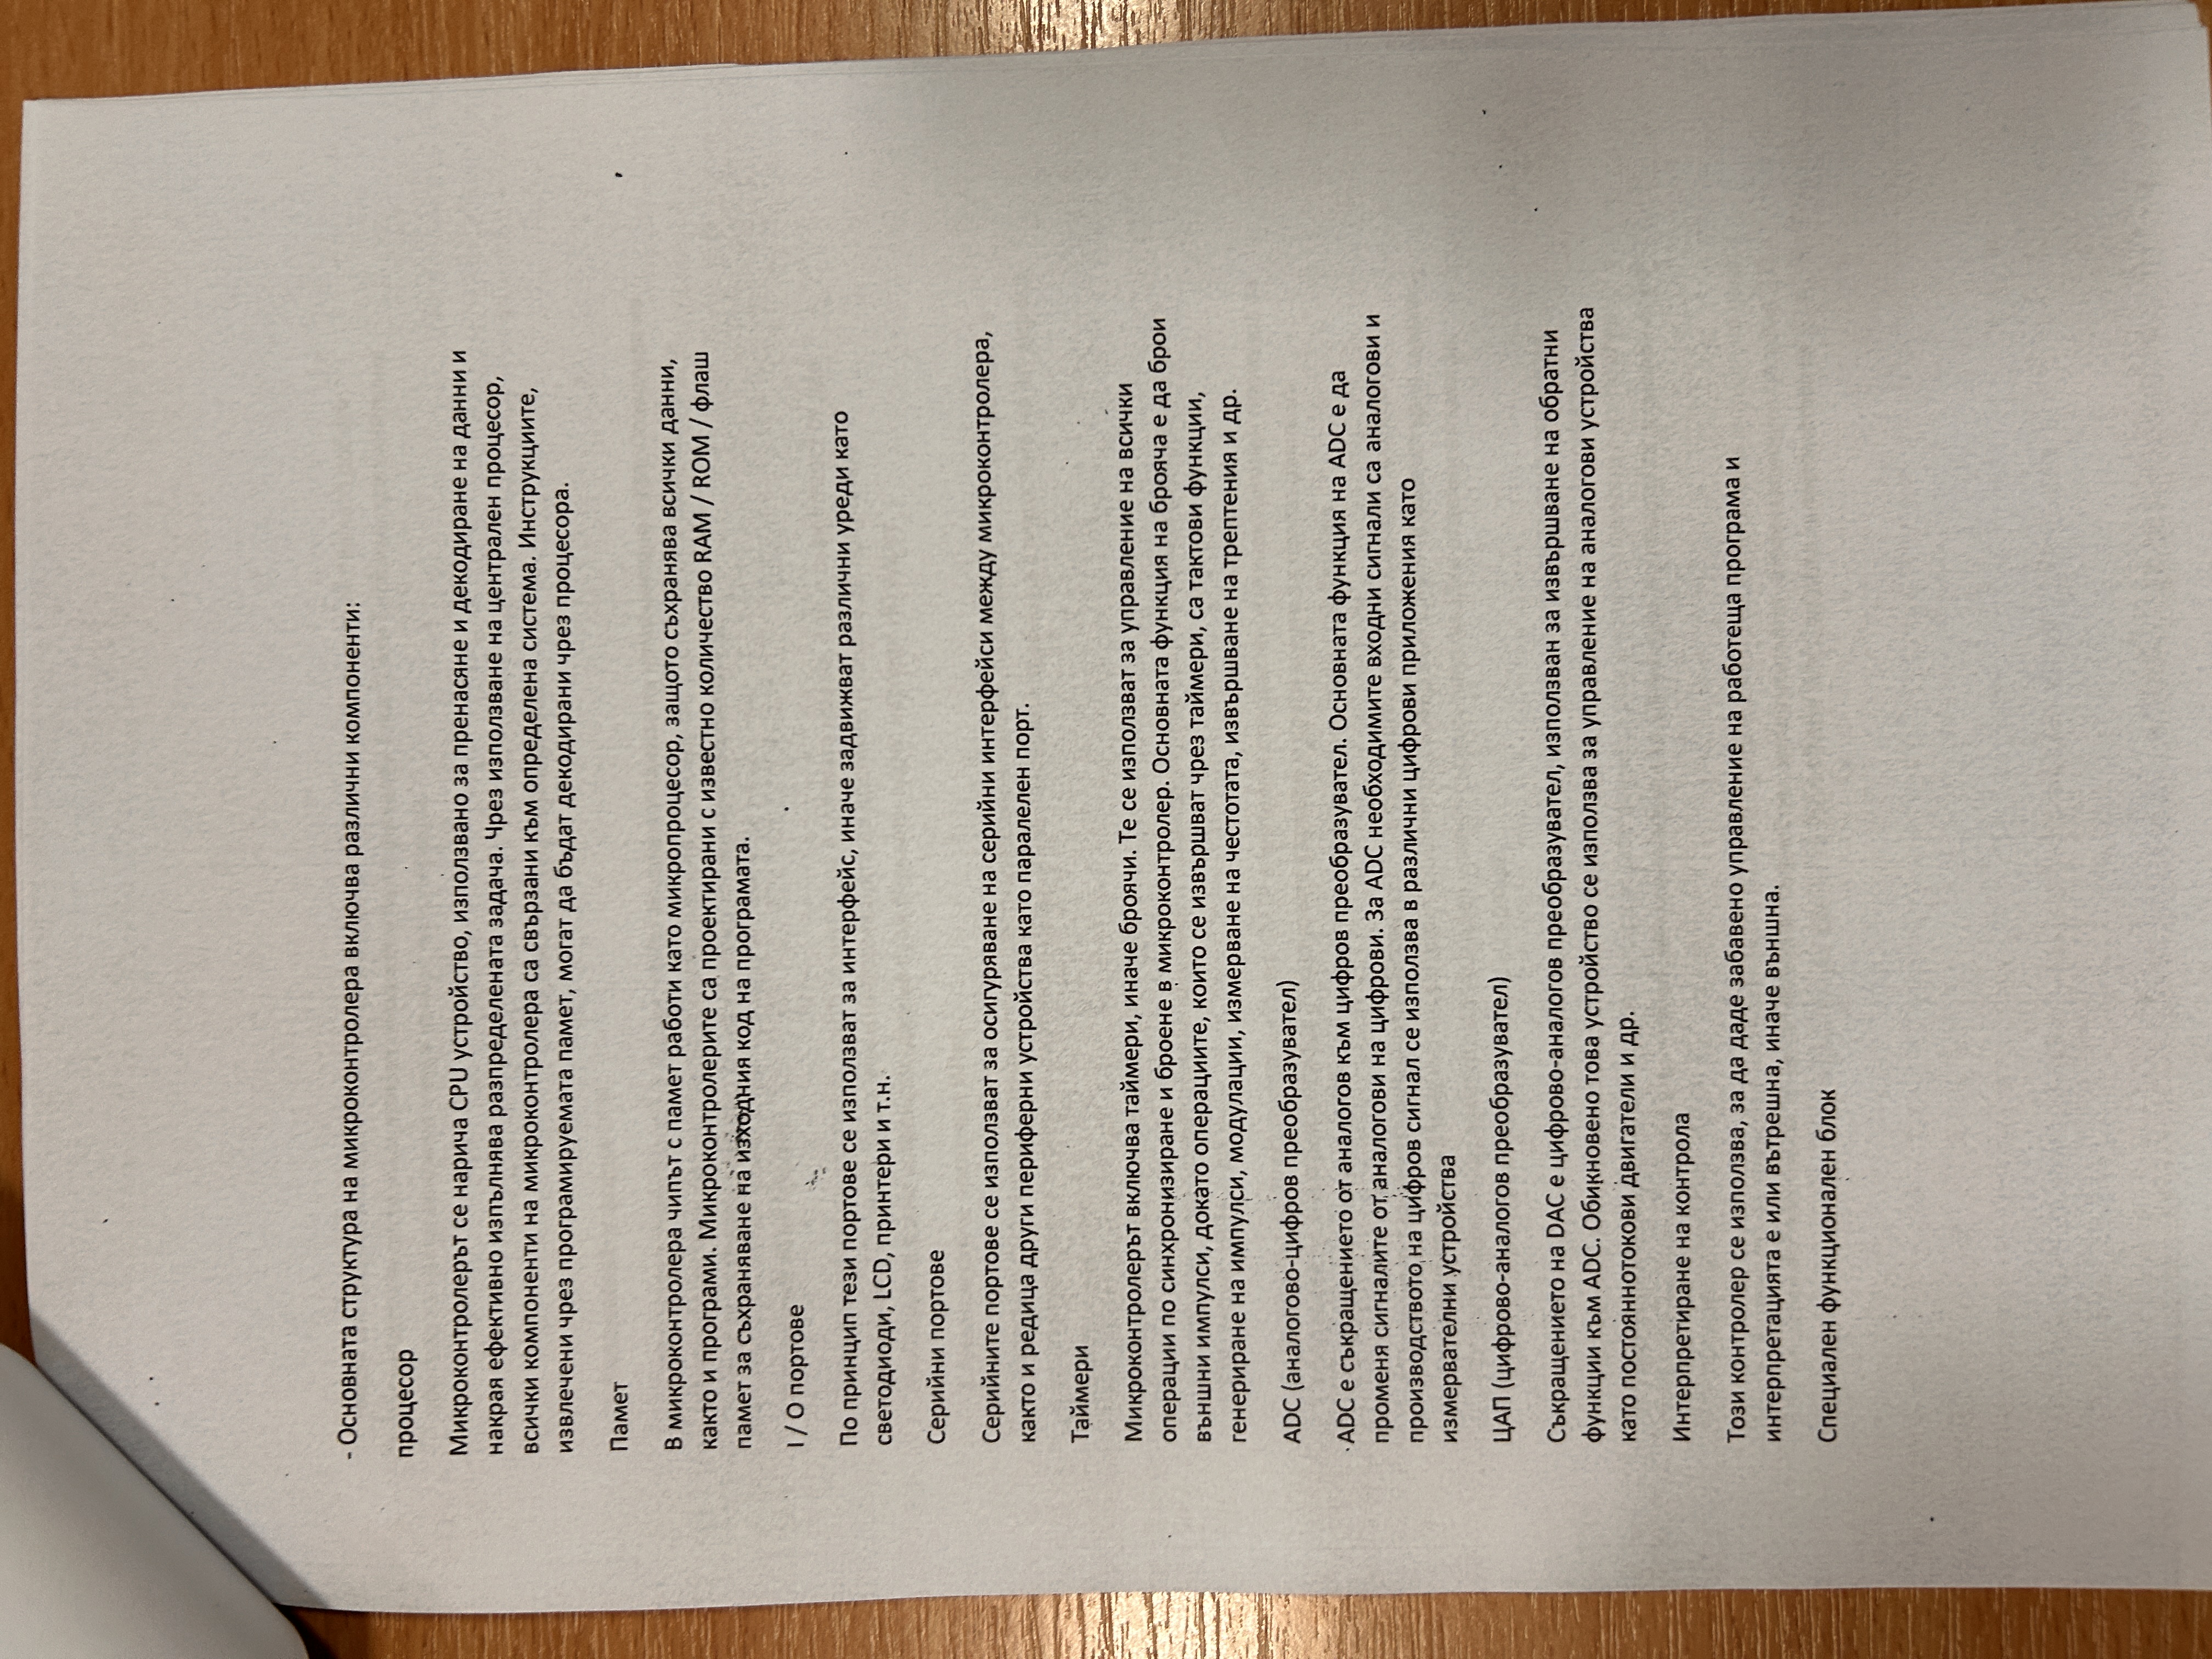 - Основната структура на микроконтролера включва различни компоненти:
процесор
Микроконтролерът се нарича CPU устройство, използвано за пренасяне и декодиране на данни и
накрая ефективно изпълнява разпределената задача. Чрез използване на централен процесор,
всички компоненти на микроконтролера са свързани към определена система. Инструкциите,
извлечени чрез програмируемата памет, могат да бъдат декодирани чрез процесора.
Памет
В микроконтролера чипът с памет работи като микропроцесор, защото съхранява всички данни,
както и програми. Микроконтролерите са проектирани с известно количество RAM / ROM / флаш
памет за съхраняване на изходния код на програмата.
I / O портове
По принцип тези портове се използват за интерфейс, иначе задвижват различни уреди като
светодиоди, LCD, принтери и т.н.
Серийни портове
Серийните портове се използват за осигуряване на серийни интерфейси между микроконтролера,
както и редица други периферни устройства като паралелен порт.
Таймери
Микроконтролерът включва таймери, иначе броячи. Те се използват за управление на всички
операции по синхронизиране и броене в микроконтролер. Основната функция на брояча е да брои
външни импулси, докато операциите, които се извършват чрез таймери, са тактови функции,
генериране на импулси, модулации, измерване на честотата, извършване на трептения и др.
ADC (аналогово-цифров преобразувател)
ADC е съкращението от аналогов към цифров преобразувател. Основната функция на ADC е да
променя сигналите от аналогови на цифрови. За ADC необходимите входни сигнали са аналогови и
производството на цифров сигнал се използва в различни цифрови приложения като
измервателни устройства
ЦАП (цифрово-аналогов преобразувател)
Съкращението на DAC е цифрово-аналогов преобразувател, използван за извършване на обратни
функции към ADC. Обикновено това устройство се използва за управление на аналогови устройства
като постояннотокови двигатели и др.
Интерпретиране на контрола
Този контролер се използва, за да даде забавено управление на работеща програма и
интерпретацията е или вътрешна, иначе външна.
Специален функционален блок